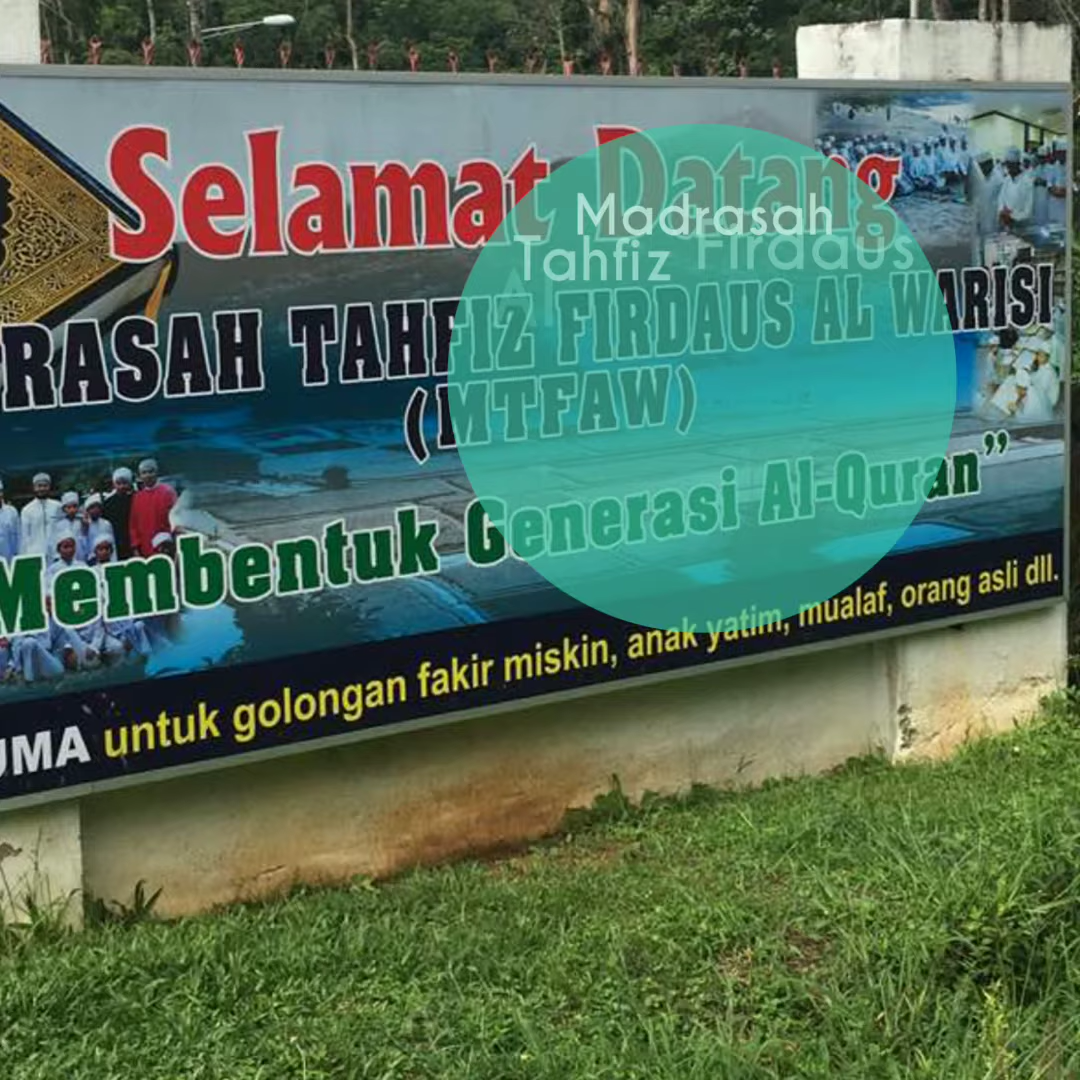 Selamat Datang
RASAH TAHFIZ FIRDAUS AL WARISI
(MTFAW)
Membentuk Generasi Al-Quran”
UMA untuk golongan fakir miskin, anak yatim, mualaf, orang asli dll.
Madrasah
Tahfiz Firdaus